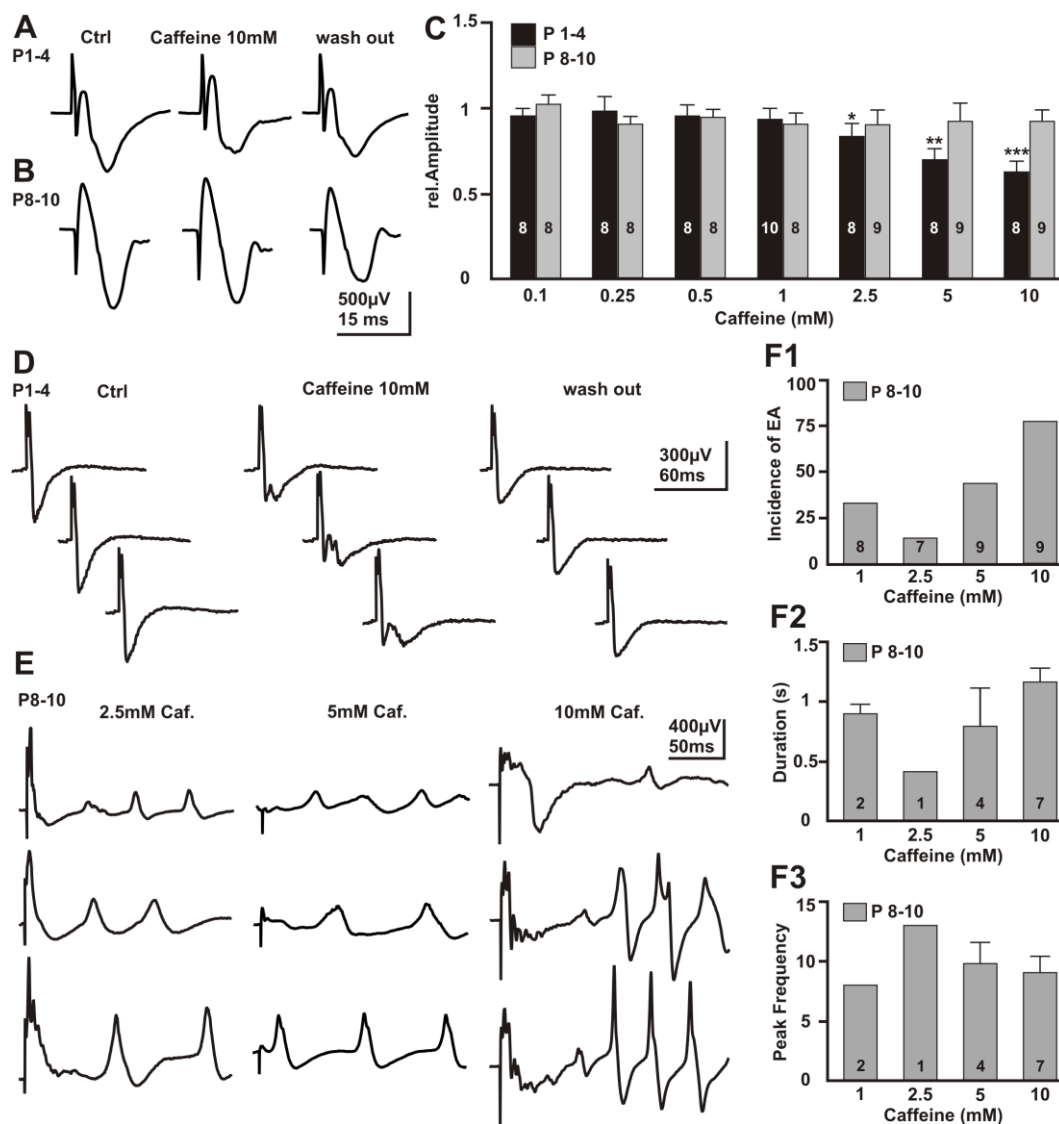 A
P1-4
Ctrl
Caffeine 10mM
wash out
B
P8-10
500µV
15 ms
C
P 1-4
P 8-10
rel.Amplitude
1.5
1
0.5
0
*
**
***
8 8 8 8 8 8 10 8 8 9 8 9 8 9
0.1 0.25 0.5 1 2.5 5 10
Caffeine (mM)
D
P1-4
Ctrl
Caffeine 10mM
wash out
300µV
60ms
E
P8-10
2.5mM Caf.
5mM Caf.
10mM Caf.
400µV
50ms
F1
P 8-10
Incidence of EA
100
75
50
25
0
8 7 9 9
1 2.5 5 10
Caffeine (mM)
F2
P 8-10
Duration (s)
1.5
1
0.5
0
2 1 4 7
1 2.5 5 10
Caffeine (mM)
F3
P 8-10
Peak Frequency
15
10
5
0
2 1 4 7
1 2.5 5 10
Caffeine (mM)